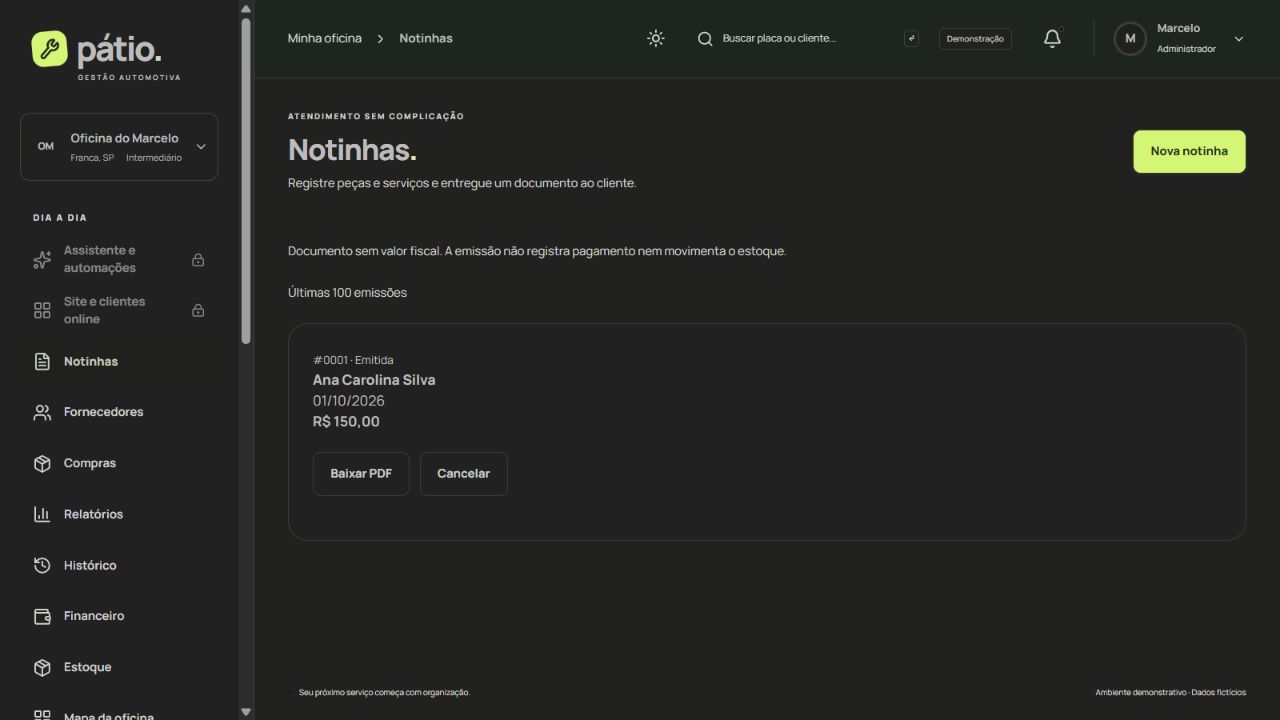 pátio.
GESTÃO AUTOMOTIVA
OM
Oficina do Marcelo
Franca, SP Intermediário
DIA A DIA
Assistente e
automações
Site e clientes
online
Notinhas
Fornecedores
Compras
Relatórios
Histórico
Financeiro
Estoque
Mapa da oficina
Minha oficina > Notinhas
Buscar placa ou cliente...
Demonstração
M
Marcelo
Administrador
ATENDIMENTO SEM COMPLICAÇÃO
Notinhas.
Registre peças e serviços e entregue um documento ao cliente.
Nova notinha
Documento sem valor fiscal. A emissão não registra pagamento nem movimenta o estoque.
Últimas 100 emissões
#0001 · Emitida
Ana Carolina Silva
01/10/2026
R$ 150,00
Baixar PDF
Cancelar
Seu próximo serviço começa com organização.
Ambiente demonstrativo · Dados fictícios